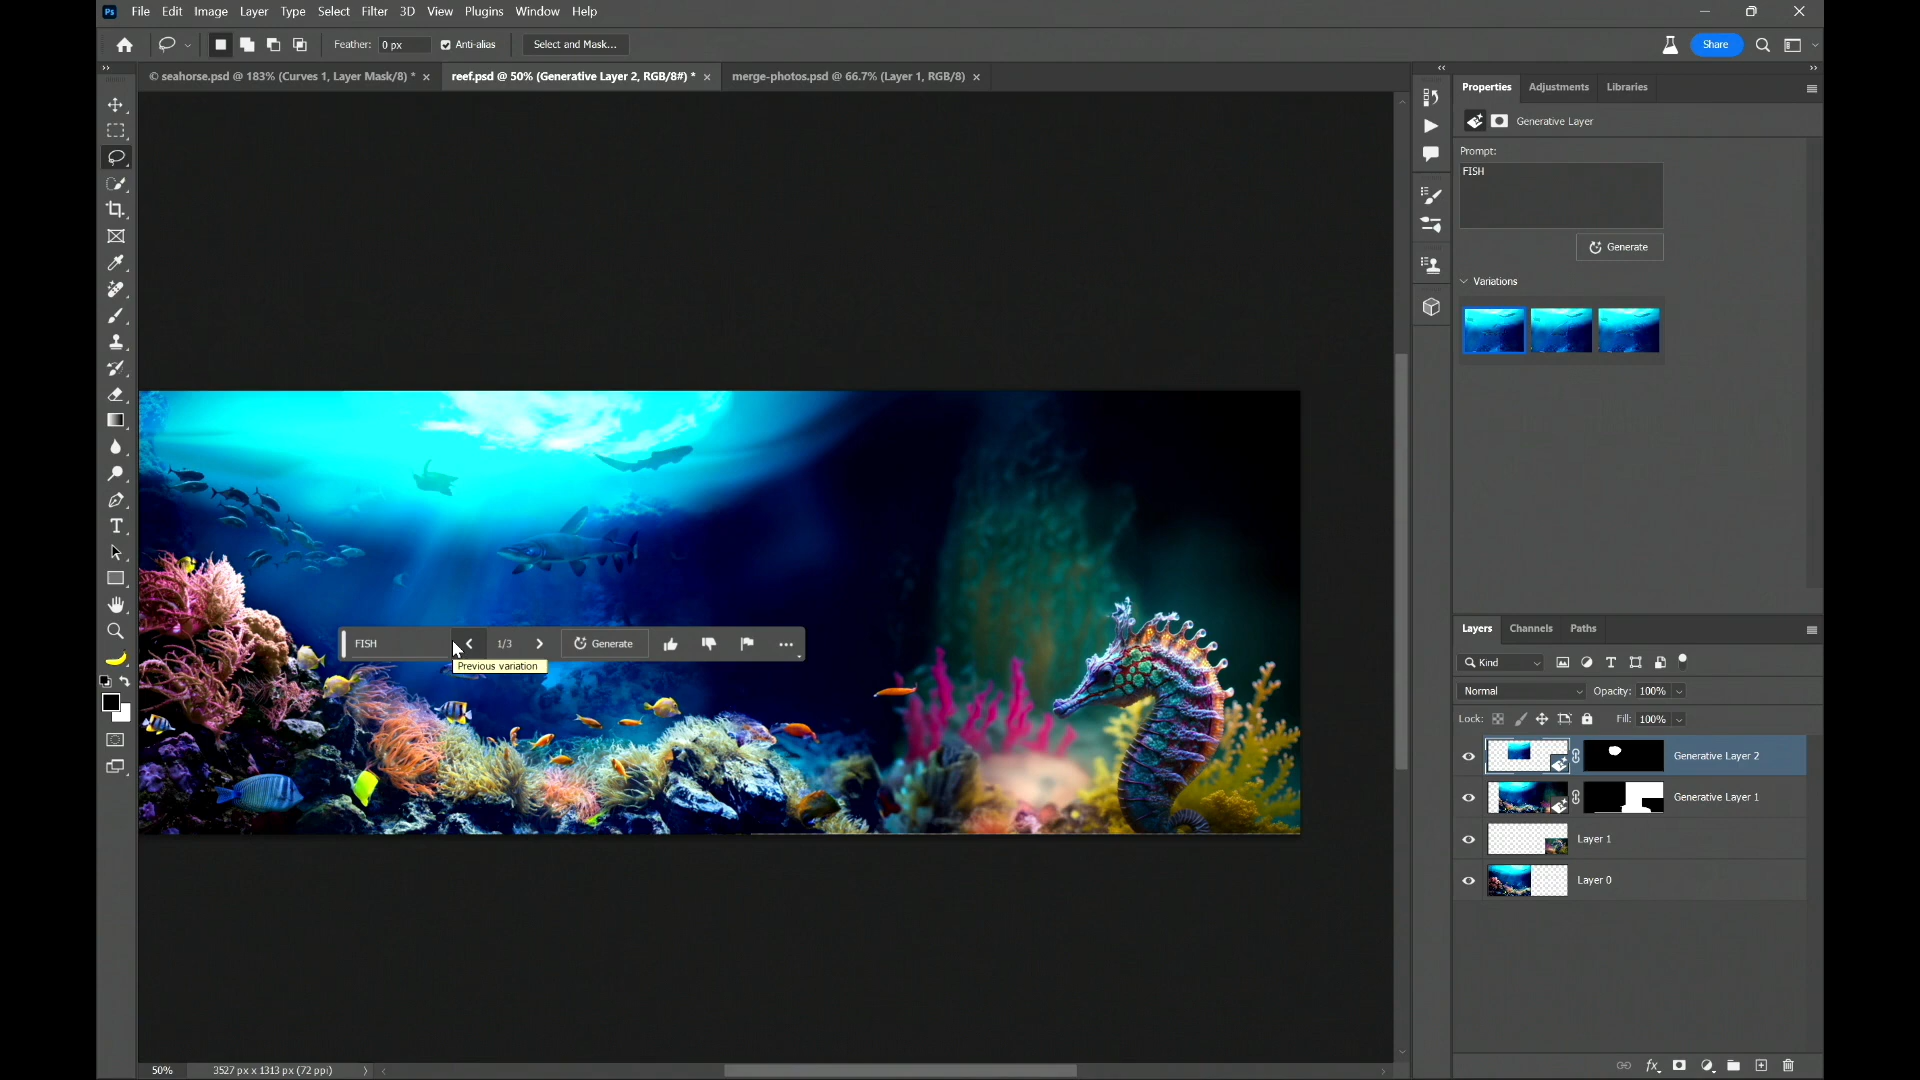 Ps File Edit Image Layer Type Select Filter 3D View Plugins Window Help
Feather: 0 px Anti-alias Select and Mask... Share
© seahorse.psd @ 183% (Curves 1, Layer Mask/8) * reef.psd @ 50% (Generative Layer 2, RGB/8#) * merge-photos.psd @ 66.7% (Layer 1, RGB/8)
Properties Adjustments Libraries
Generative Layer
Prompt:
FISH
Generate
Variations
FISH 1/3 Generate
Previous variation
Layers Channels Paths
Kind
Normal Opacity: 100%
Lock: Fill: 100%
Generative Layer 2
Generative Layer 1
Layer 1
Layer 0
50% 3527 px x 1313 px (72 ppi)